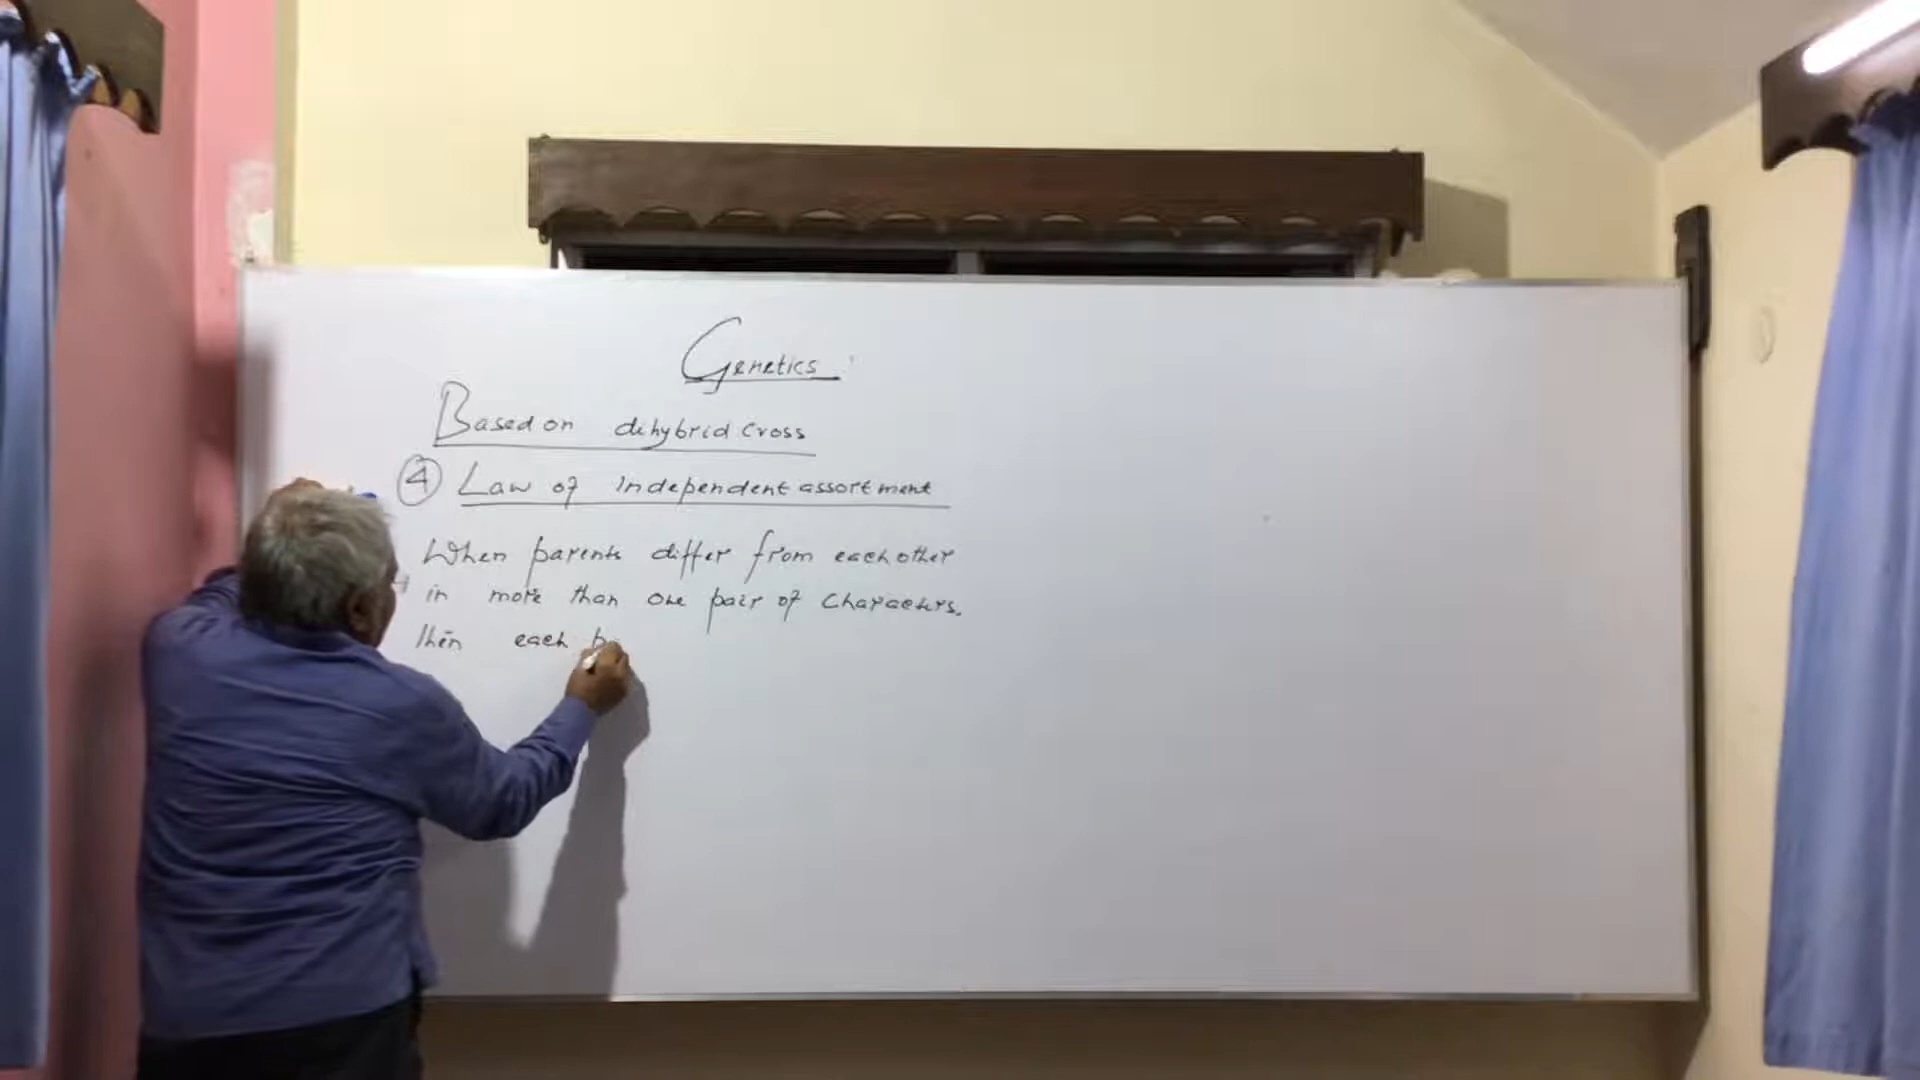 Genetics
Based on dihybrid cross
④ Law of independent assortment
When parents differ from each other
in more than one pair of characters.
Then each